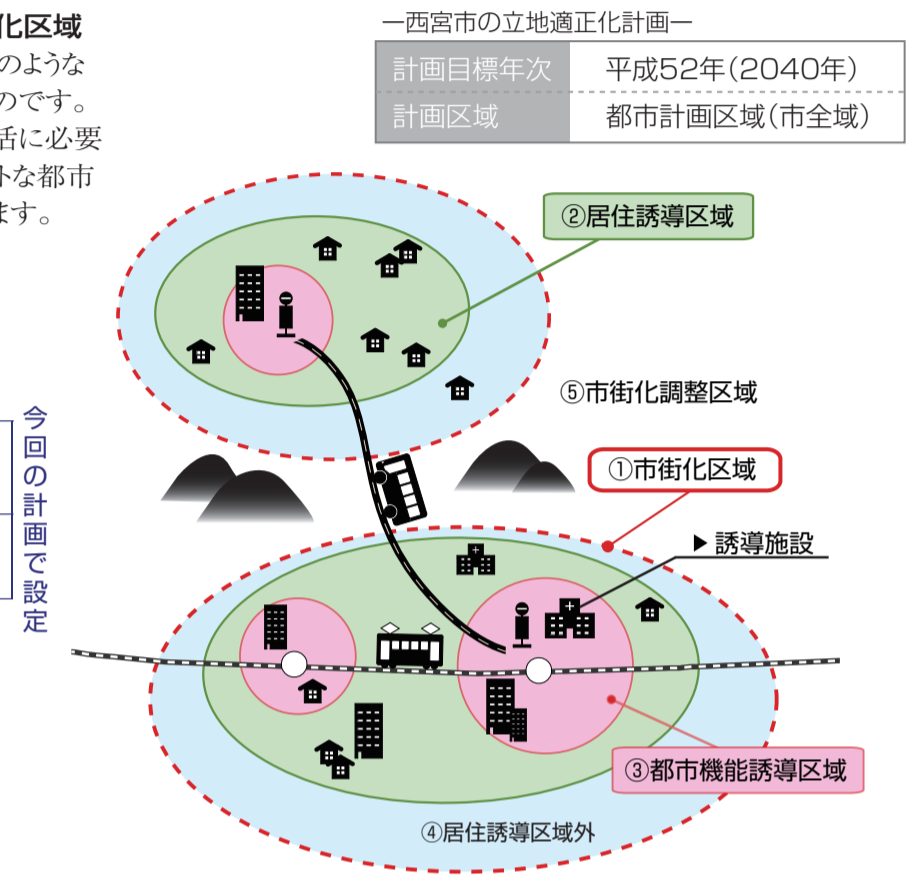 化区域
のような
のです。
活に必要
トな都市
ます。
―西宮市の立地適正化計画―
計画目標年次 平成52年(2040年)
計画区域 都市計画区域(市全域)
②居住誘導区域
⑤市街化調整区域
①市街化区域
▶ 誘導施設
今回の計画で設定
③都市機能誘導区域
④居住誘導区域外